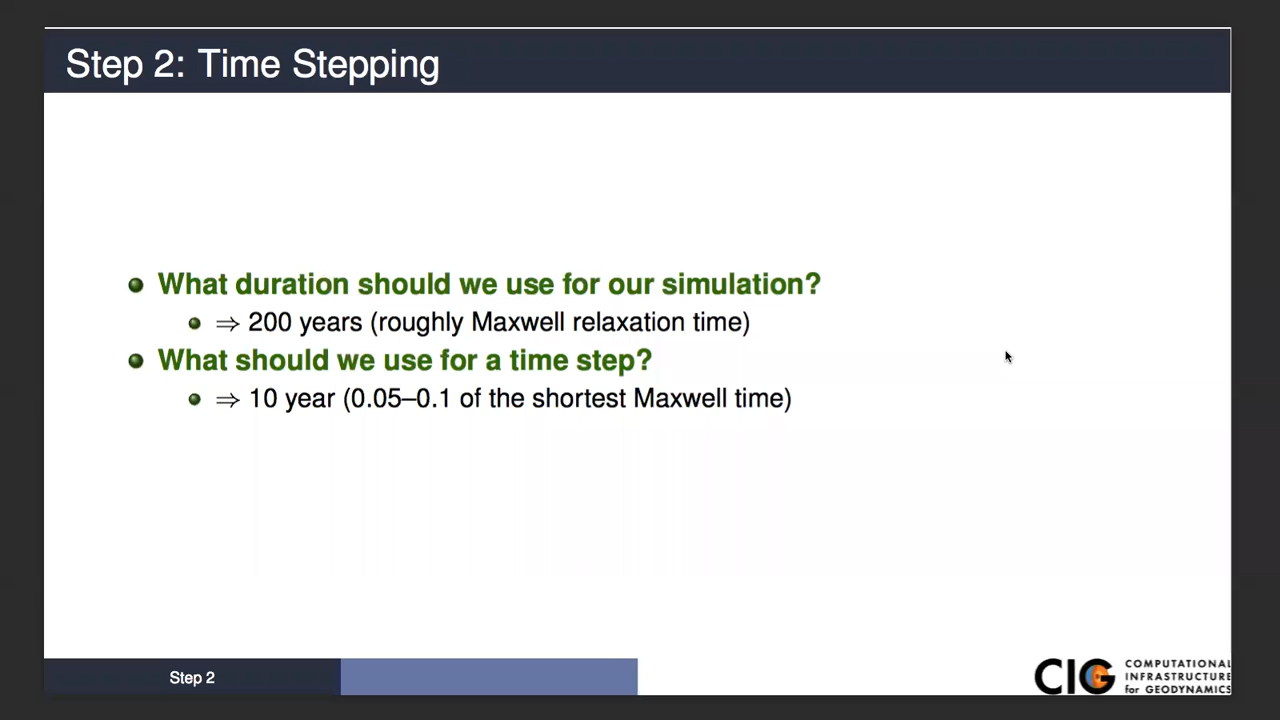 Step 2: Time Stepping
What duration should we use for our simulation?
⇒ 200 years (roughly Maxwell relaxation time)
What should we use for a time step?
⇒ 10 year (0.05–0.1 of the shortest Maxwell time)
Step 2
CIG
COMPUTATIONAL
INFRASTRUCTURE
for GEODYNAMICS